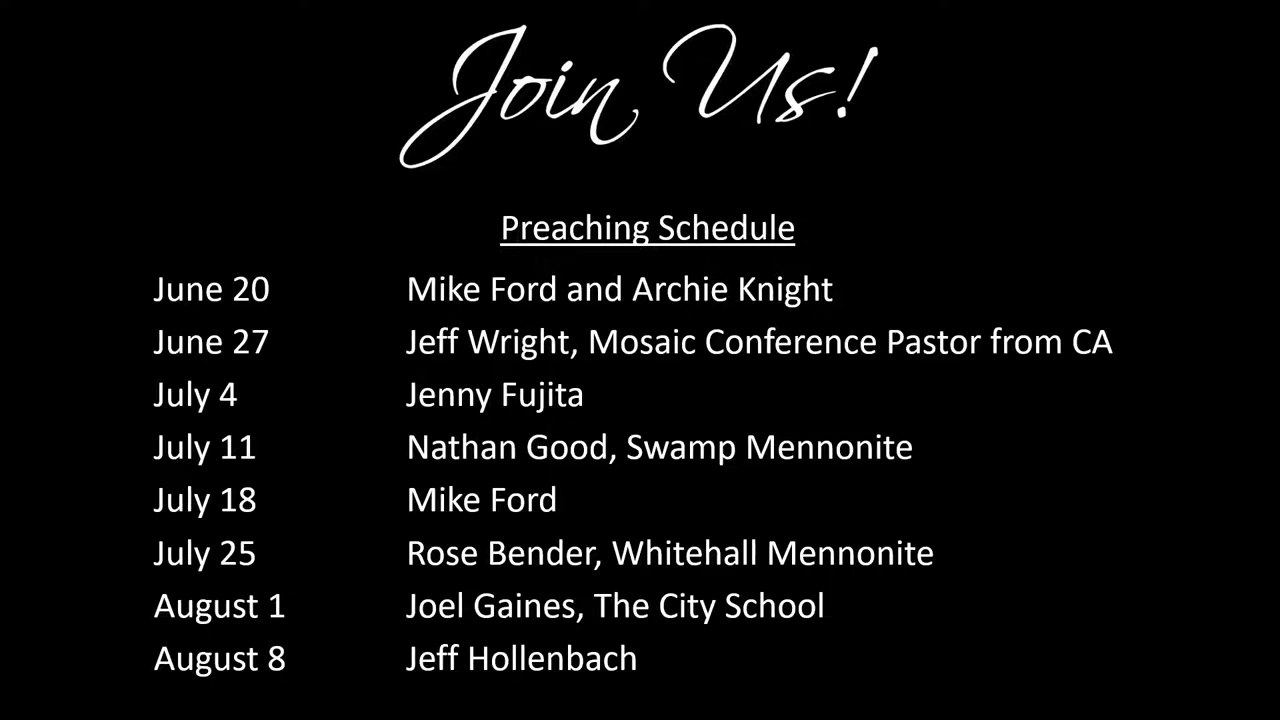 Join Us!
Preaching Schedule
June 20 Mike Ford and Archie Knight
June 27 Jeff Wright, Mosaic Conference Pastor from CA
July 4 Jenny Fujita
July 11 Nathan Good, Swamp Mennonite
July 18 Mike Ford
July 25 Rose Bender, Whitehall Mennonite
August 1 Joel Gaines, The City School
August 8 Jeff Hollenbach